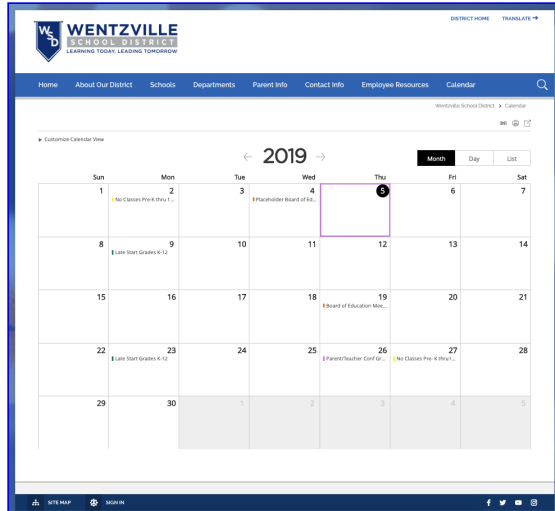 DISTRICT HOME TRANSLATE
WSD
WENTZVILLE
SCHOOL DISTRICT
LEARNING TODAY, LEADING TOMORROW
Home About Our District Schools Departments Parent Info Contact Info Employee Resources Calendar
Wentzville School District > Calendar
Customize Calendar View
2019
Month Day List
Sun Mon Tue Wed Thu Fri Sat
1 2 3 4 5 6 7
No Classes Pre-K thru 1... Placeholder Board of Ed...
8 9 10 11 12 13 14
Late Start Grades K-12
15 16 17 18 19 20 21
Board of Education Mee...
22 23 24 25 26 27 28
Late Start Grades K-12 Parent/Teacher Conf Gr... No Classes Pre- K thru1...
29 30 1 2 3 4 5
SITE MAP SIGN IN